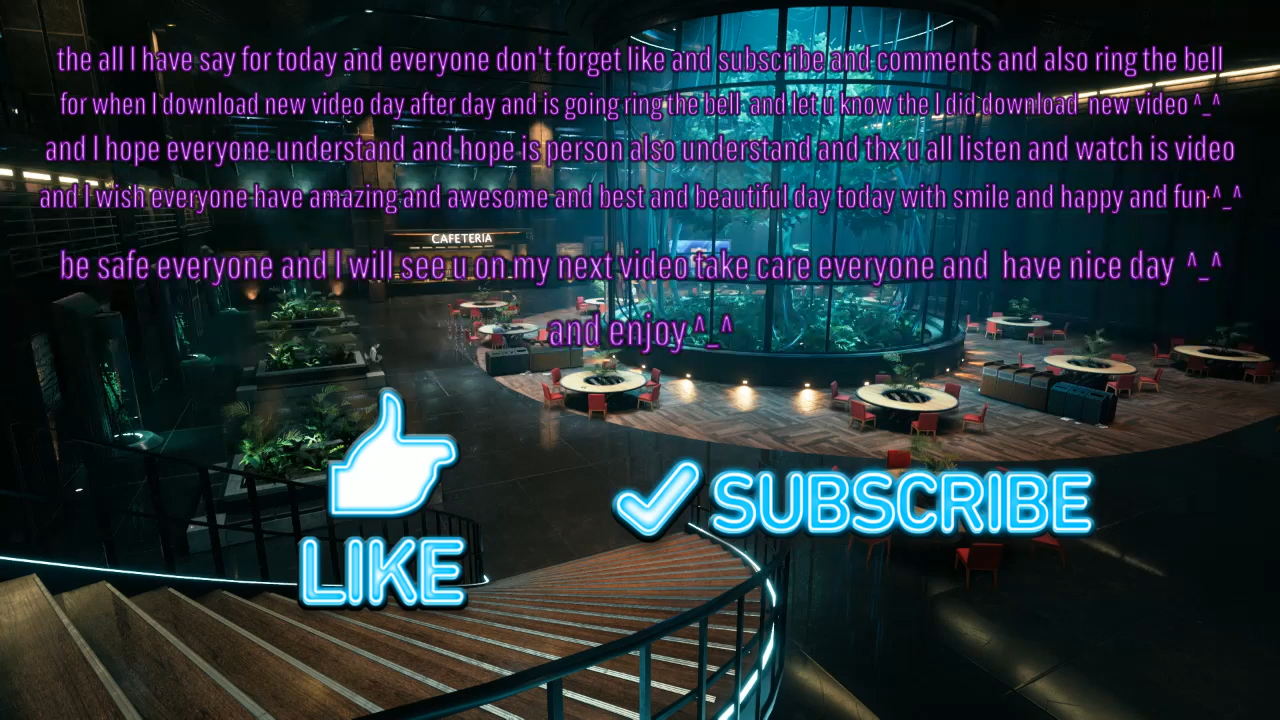 the all I have say for today and everyone don't forget like and subscribe and comments and also ring the bell
for when I download new video day after day and is going ring the bell and let u know the I did download new video ^_^
and I hope everyone understand and hope is person also understand and thx u all listen and watch is video
and I wish everyone have amazing and awesome and best and beautiful day today with smile and happy and fun ^_^
CAFETERIA
be safe everyone and I will see u on my next video take care everyone and have nice day ^_^
and enjoy ^_^
SUBSCRIBE
LIKE